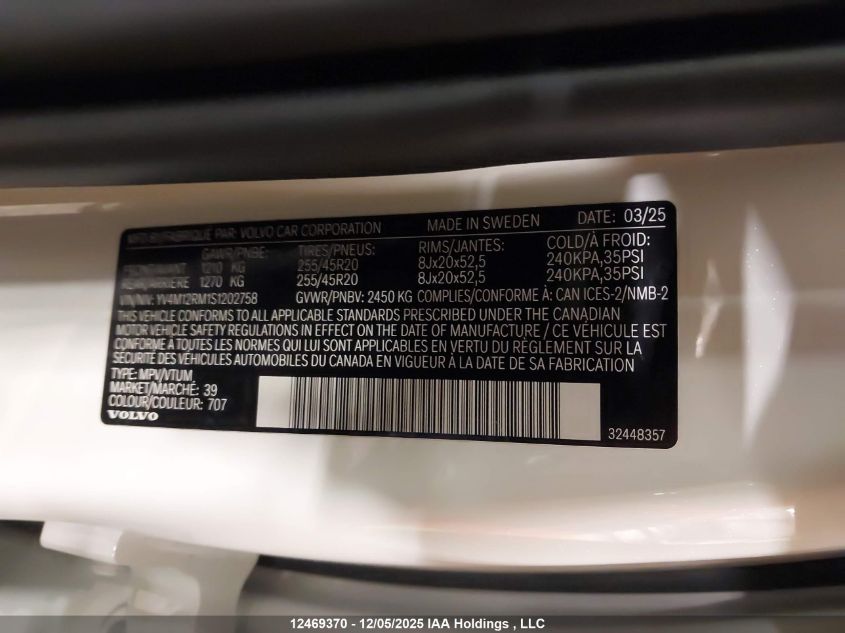 MFD BY/FABRIQUÉ PAR: VOLVO CAR CORPORATION MADE IN SWEDEN DATE: 03/25
GAWR/PNBE: TIRES/PNEUS: RIMS/JANTES: COLD/À FROID:
FRONT/AVANT 1210 KG 255/45R20 8Jx20x52,5 240KPA,35PSI
REAR/ARRIÈRE 1270 KG 255/45R20 8Jx20x52,5 240KPA,35PSI
VIN/NIV: YV4M12RM1S1202758 GVWR/PNBV: 2450 KG COMPLIES/CONFORME À: CAN ICES-2/NMB-2
THIS VEHICLE CONFORMS TO ALL APPLICABLE STANDARDS PRESCRIBED UNDER THE CANADIAN
MOTOR VEHICLE SAFETY REGULATIONS IN EFFECT ON THE DATE OF MANUFACTURE / CE VÉHICULE EST
CONFORME À TOUTES LES NORMES QUI LUI SONT APPLICABLES EN VERTU DU RÈGLEMENT SUR LA
SÉCURITÉ DES VÉHICULES AUTOMOBILES DU CANADA EN VIGUEUR À LA DATE DE SA FABRICATION
TYPE: MPV/VTUM
MARKET/MARCHÉ: 39
COLOUR/COULEUR: 707
VOLVO
32448357
12469370 - 12/05/2025 IAA Holdings , LLC